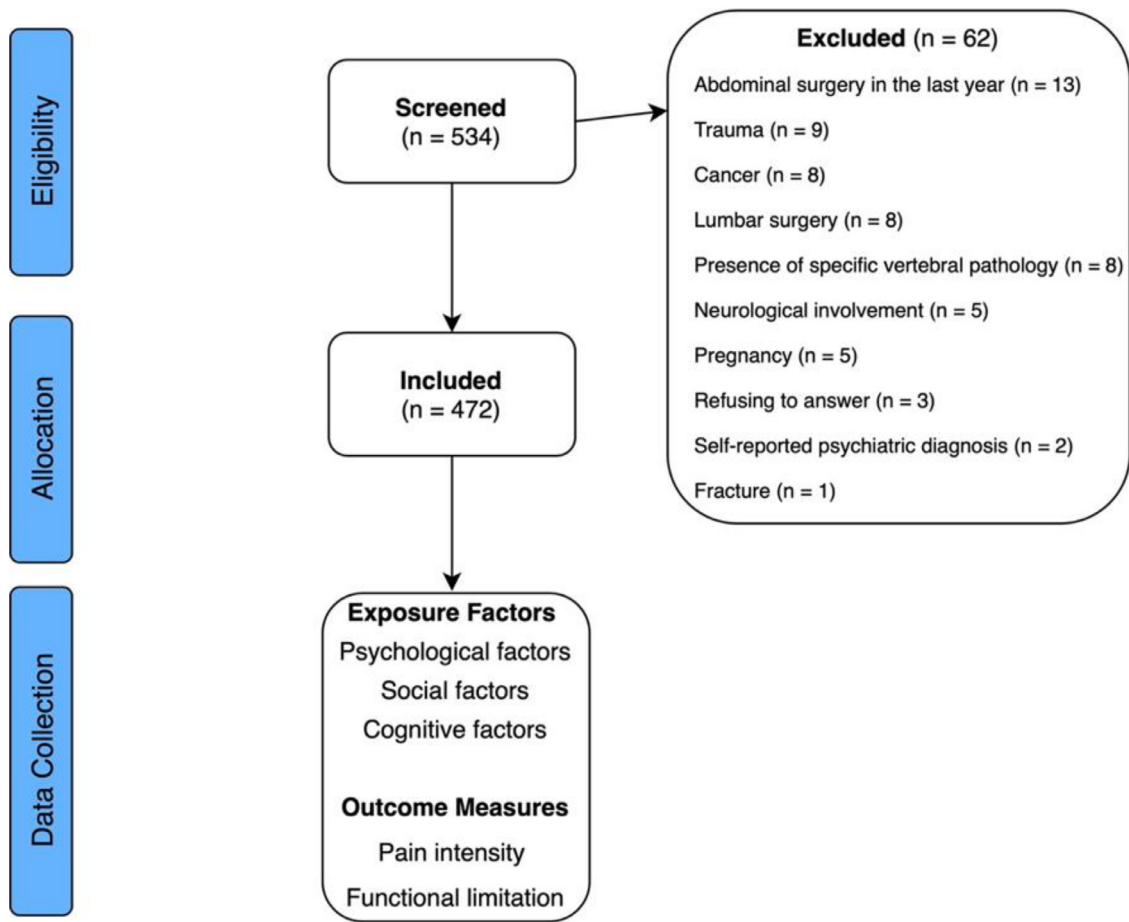 Eligibility
Screened
(n = 534)
Excluded (n = 62)
Abdominal surgery in the last year (n = 13)
Trauma (n = 9)
Cancer (n = 8)
Lumbar surgery (n = 8)
Presence of specific vertebral pathology (n = 8)
Neurological involvement (n = 5)
Pregnancy (n = 5)
Refusing to answer (n = 3)
Self-reported psychiatric diagnosis (n = 2)
Fracture (n = 1)
Allocation
Included
(n = 472)
Data Collection
Exposure Factors
Psychological factors
Social factors
Cognitive factors
Outcome Measures
Pain intensity
Functional limitation